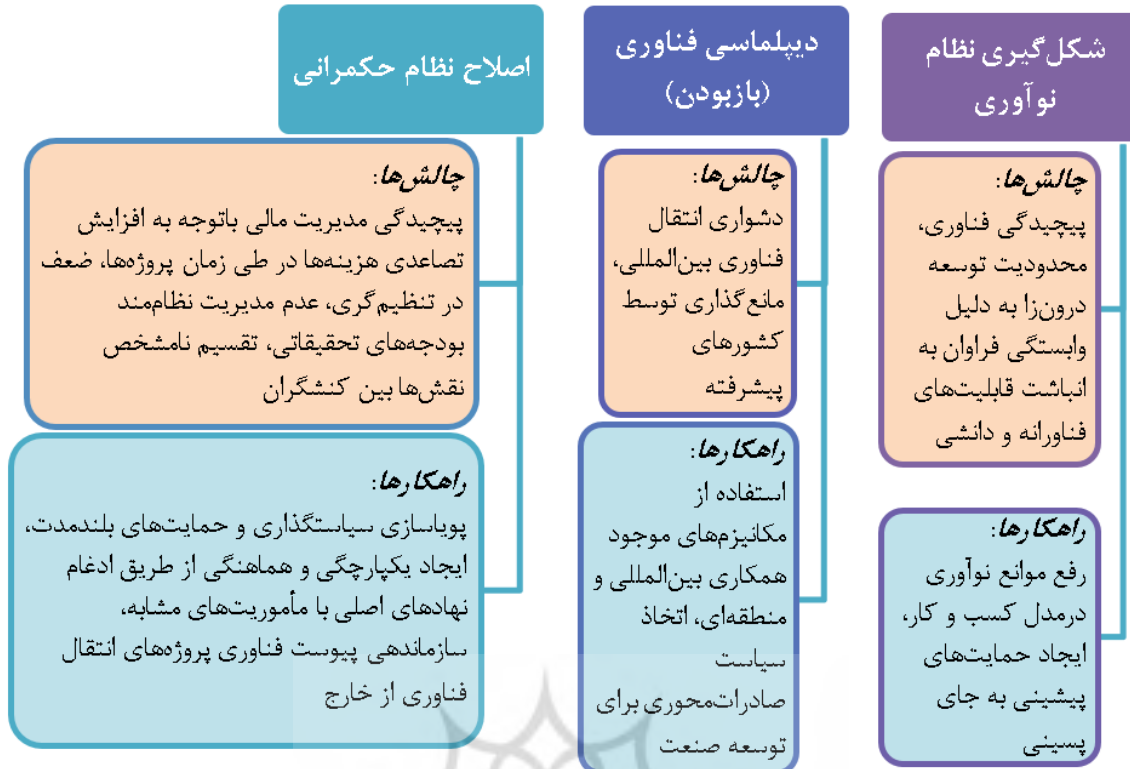 شکل‌گیری نظام
نوآوری
چالش‌ها:
پیچیدگی فناوری،
محدودیت توسعه
درون‌زا به دلیل
وابستگی فراوان به
انباشت قابلیت‌های
فناورانه و دانشی
راهکارها:
رفع موانع نوآوری
درمدل کسب و کار،
ایجاد حمایت‌های
پیشینی به جای
پسینی
دیپلماسی فناوری
(بازبودن)
چالش‌ها:
دشواری انتقال
فناوری بین‌المللی،
مانع‌گذاری توسط
کشورهای
پیشرفته
راهکارها:
استفاده از
مکانیزم‌های موجود
همکاری بین‌المللی و
منطقه‌ای، اتخاذ
سیاست
صادرات‌محوری برای
توسعه صنعت
اصلاح نظام حکمرانی
چالش‌ها:
پیچیدگی مدیریت مالی باتوجه به افزایش
تصاعدی هزینه‌ها در طی زمان پروژه‌ها، ضعف
در تنظیم‌گری، عدم مدیریت نظام‌مند
بودجه‌های تحقیقاتی، تقسیم نامشخص
نقش‌ها بین کنشگران
راهکارها:
پویاسازی سیاستگذاری و حمایت‌های بلندمدت،
ایجاد یکپارچگی و هماهنگی از طریق ادغام
نهادهای اصلی با مأموریت‌های مشابه،
سازماندهی پیوست فناوری پروژه‌های انتقال
فناوری از خارج